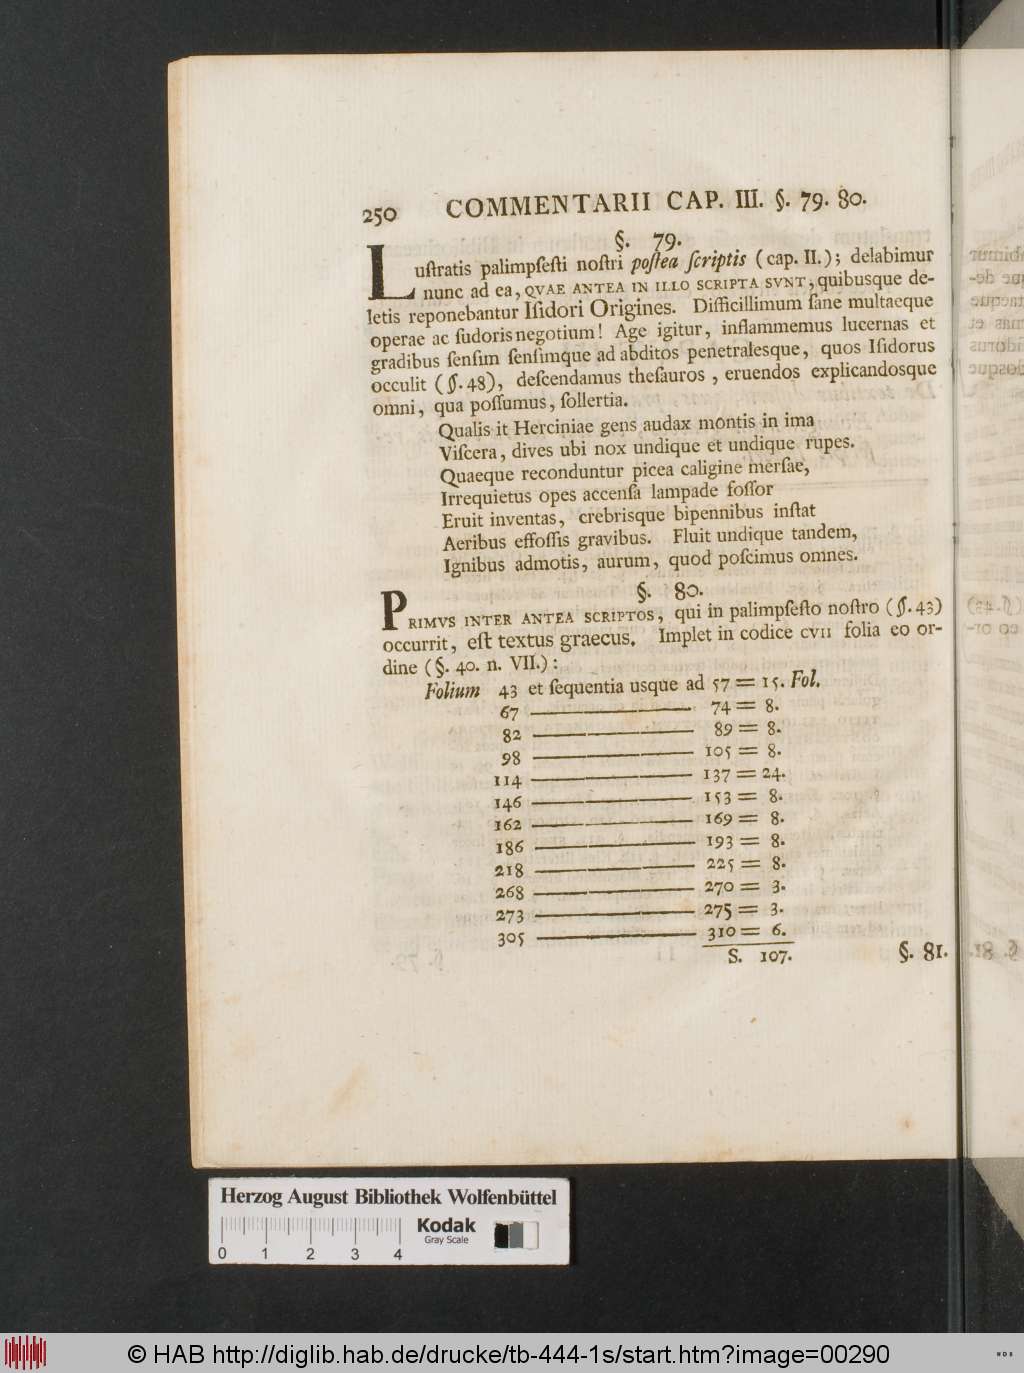 250 COMMENTARII CAP. III. §. 79. 80.
§. 79.
Luſtratis palimpſeſti noſtri poſtea ſcriptis (cap. II.); delabimur
nunc ad ea, QVAE ANTEA IN ILLO SCRIPTA SVNT, quibusque de-
letis reponebantur Iſidori Origines. Difficillimum ſane multaeque
operae ac ſudoris negotium! Age igitur, inflammemus lucernas et
gradibus ſenſim ſenſimque ad abditos penetralesque, quos Iſidorus
occulit (§. 48), deſcendamus theſauros, eruendos explicandosque
omni, qua poſſumus, ſollertia.
Qualis it Herciniae gens audax montis in ima
Viſcera, dives ubi nox undique et undique rupes.
Quaeque reconduntur picea caligine merſae,
Irrequietus opes accenſa lampade foſſor
Eruit inventas, crebrisque bipennibus inſtat
Aeribus effoſſis gravibus. Fluit undique tandem,
Ignibus admotis, aurum, quod poſcimus omnes.
§. 80.
PRIMVS INTER ANTEA SCRIPTOS, qui in palimpſeſto noſtro (§. 43)
occurrit, eſt textus graecus. Implet in codice CVII folia eo or-
dine (§. 40. n. VII.):
Folium 43 et ſequentia usque ad 57 = 15. Fol.
67 ——— 74 = 8.
82 ——— 89 = 8.
98 ——— 105 = 8.
114 ——— 137 = 24.
146 ——— 153 = 8.
162 ——— 169 = 8.
186 ——— 193 = 8.
218 ——— 225 = 8.
268 ——— 270 = 3.
273 ——— 275 = 3.
305 ——— 310 = 6.
S. 107.
§. 81.
Herzog August Bibliothek Wolfenbüttel
Kodak
Gray Scale
0 1 2 3 4
© HAB http://diglib.hab.de/drucke/tb-444-1s/start.htm?image=00290